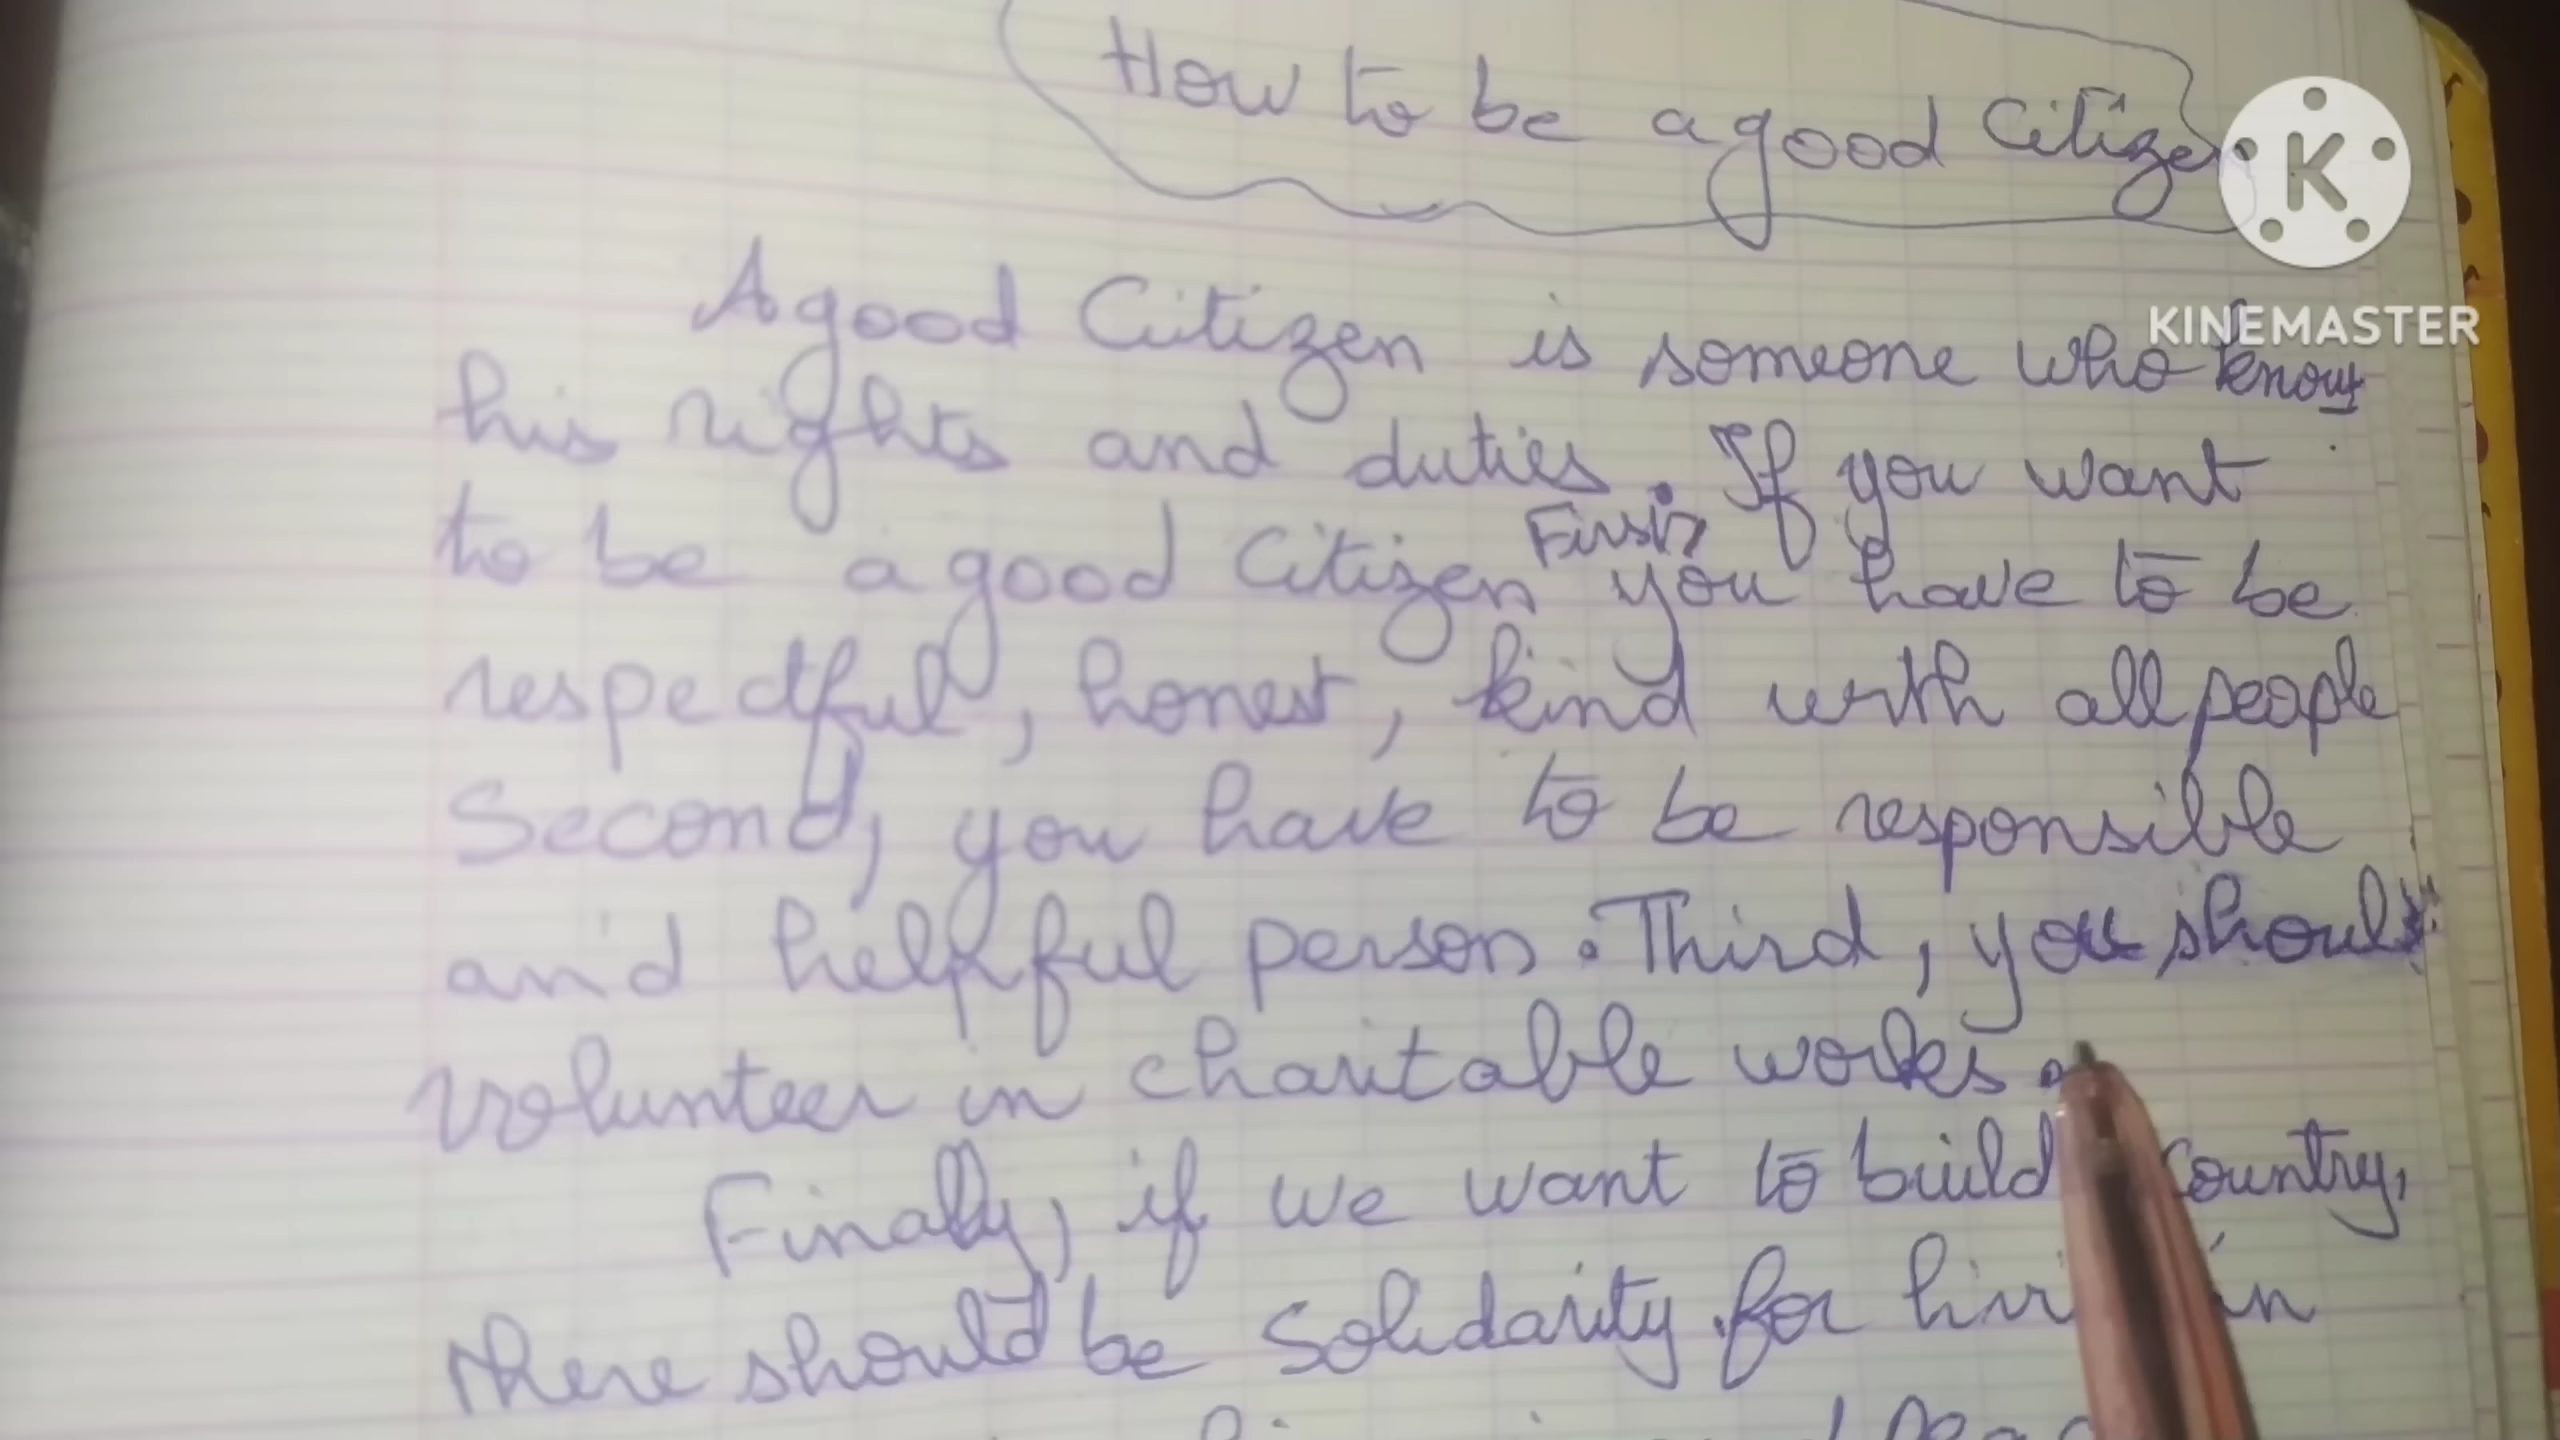 How to be a good Citizen
KINEMASTER
A good Citizen is someone who knows
his rights and duties. If you want
to be a good Citizen First, you have to be
respectful, honest, kind with all people
Second, you have to be responsible
and helpful person. Third, you should
volunteer in charitable works.
Finally, if we want to build country,
there should be solidarity for in